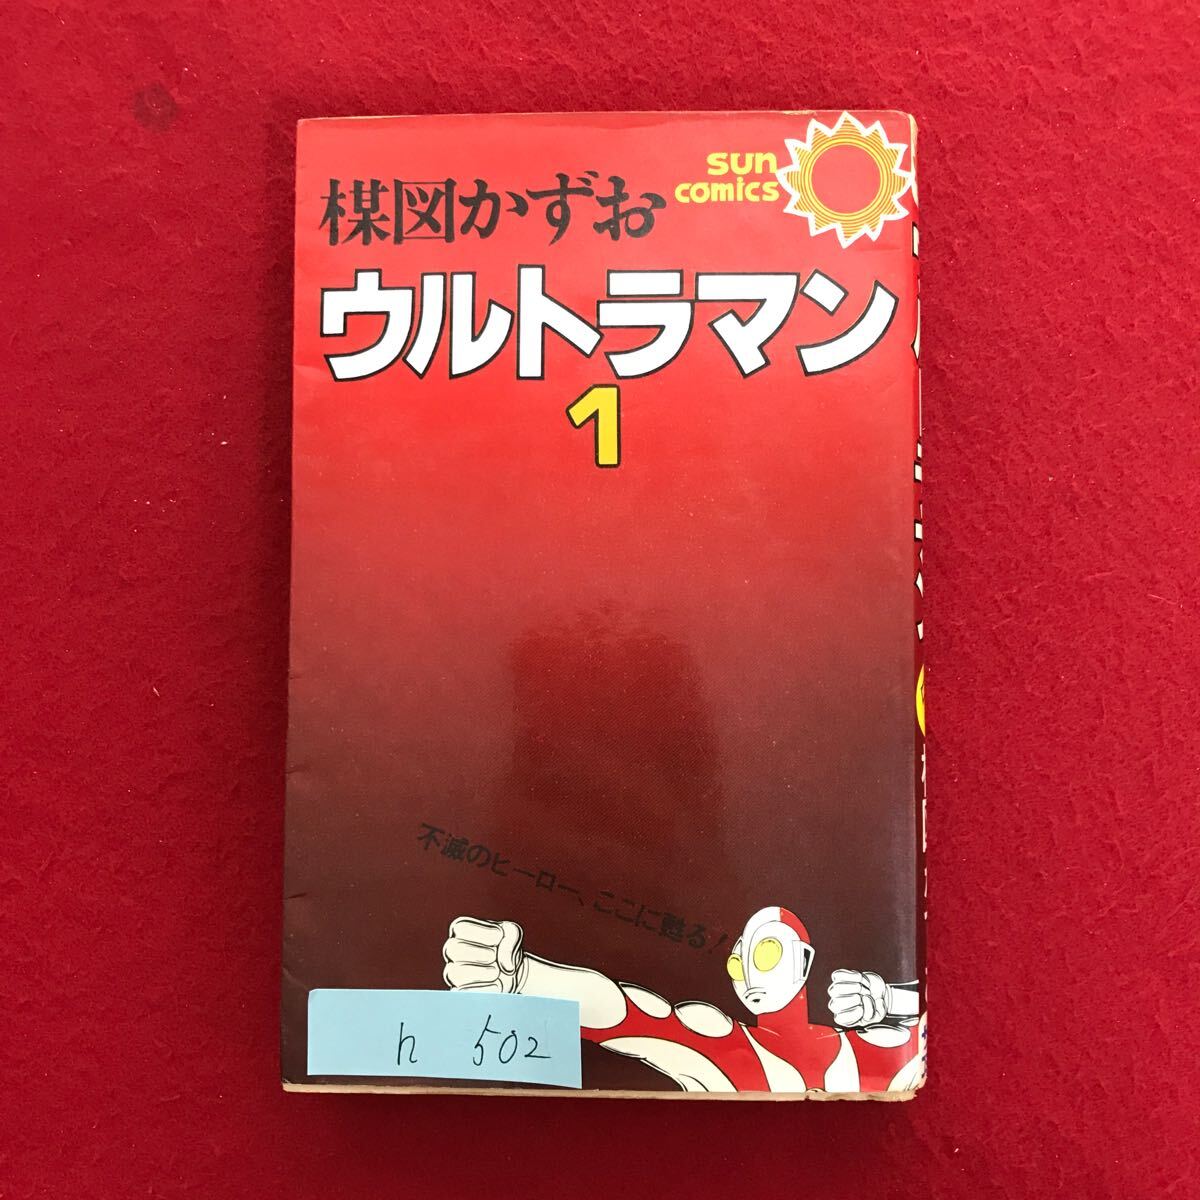 sun
comics
楳図かずお
ウルトラマン
1
不滅のヒーロー、ここに甦る!
h 502